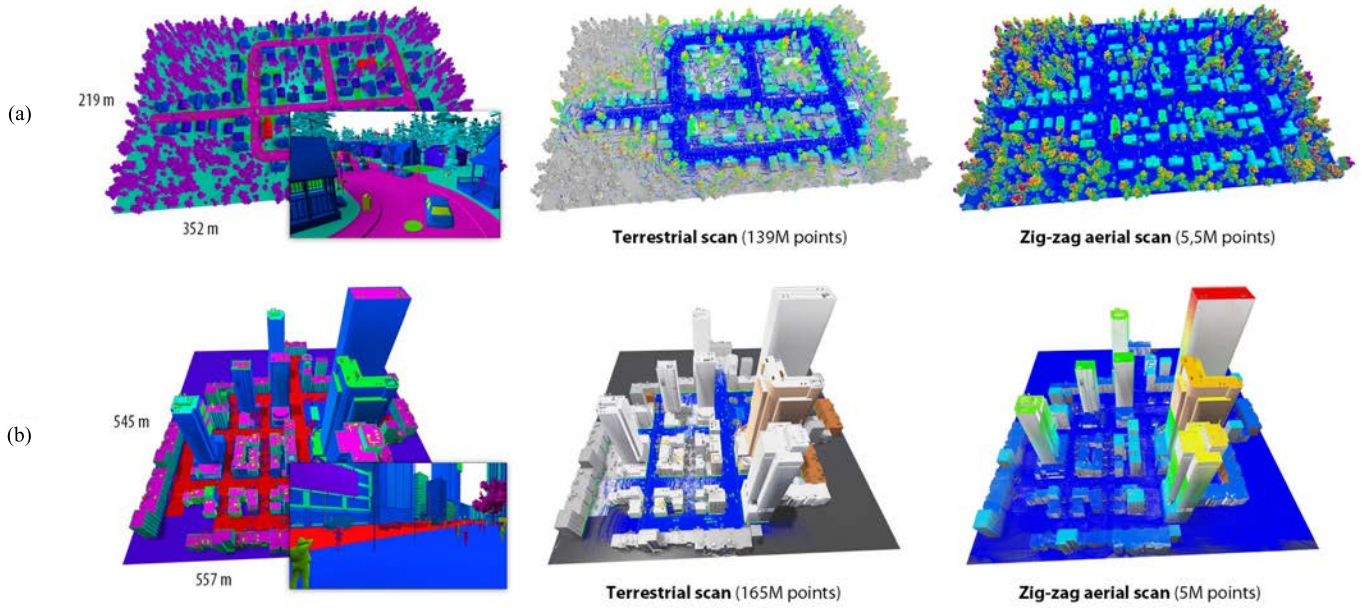 (a)
219 m
352 m
Terrestrial scan (139M points)
Zig-zag aerial scan (5,5M points)
(b)
545 m
557 m
Terrestrial scan (165M points)
Zig-zag aerial scan (5M points)